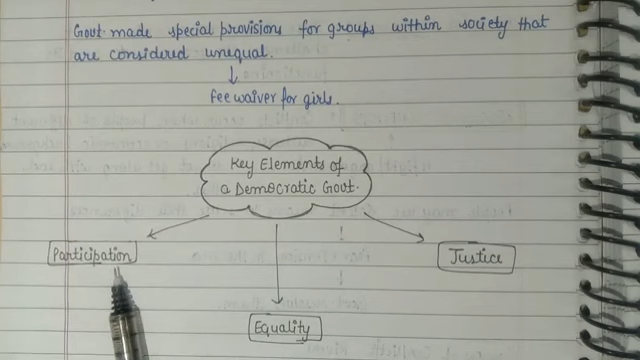 Govt. made special provisions for groups within society that
are considered unequal.
fee waiver for girls.
Key Elements of
a Democratic Govt.
Participation
Justice
Equality